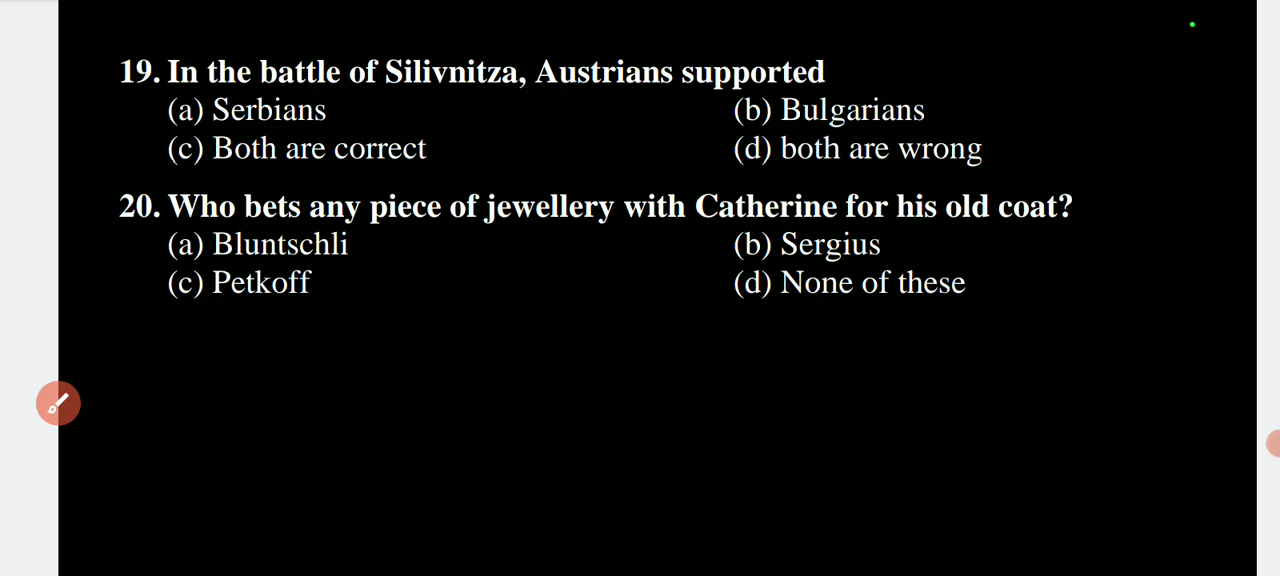 19. In the battle of Silivnitza, Austrians supported
(a) Serbians (b) Bulgarians
(c) Both are correct (d) both are wrong
20. Who bets any piece of jewellery with Catherine for his old coat?
(a) Bluntschli (b) Sergius
(c) Petkoff (d) None of these